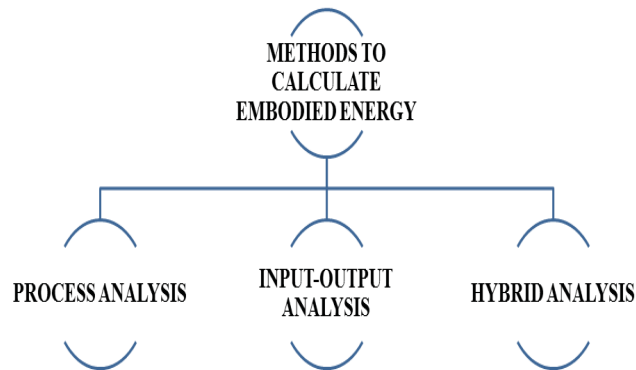 METHODS TO
CALCULATE
EMBODIED ENERGY
PROCESS ANALYSIS
INPUT-OUTPUT
ANALYSIS
HYBRID ANALYSIS